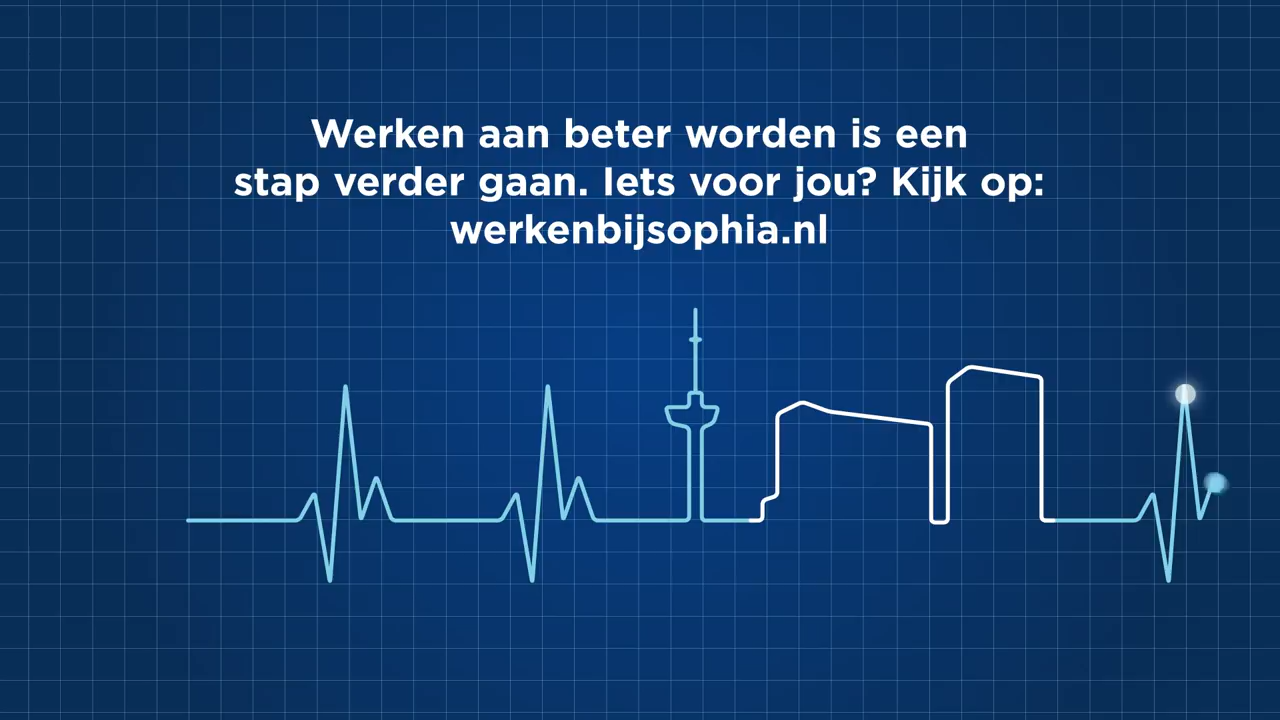 Werken aan beter worden is een
stap verder gaan. Iets voor jou? Kijk op:
werkenbijsophia.nl